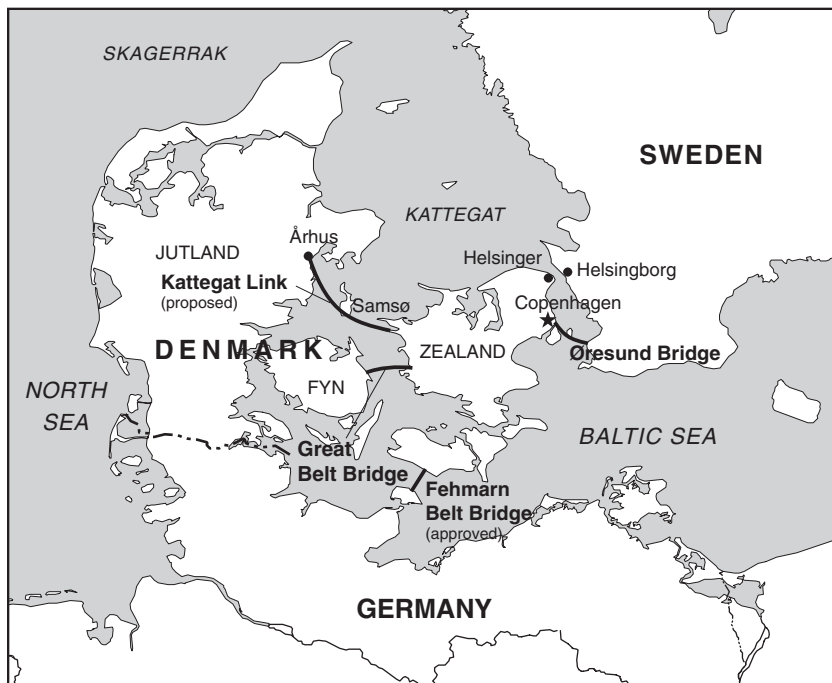 SKAGERRAK
SWEDEN
KATTEGAT
Århus
JUTLAND
Helsinger
Helsingborg
Kattegat Link
(proposed)
Samsø
Copenhagen
DENMARK
ZEALAND
Øresund Bridge
FYN
NORTH
SEA
BALTIC SEA
Great
Belt Bridge
Fehmarn
Belt Bridge
(approved)
GERMANY